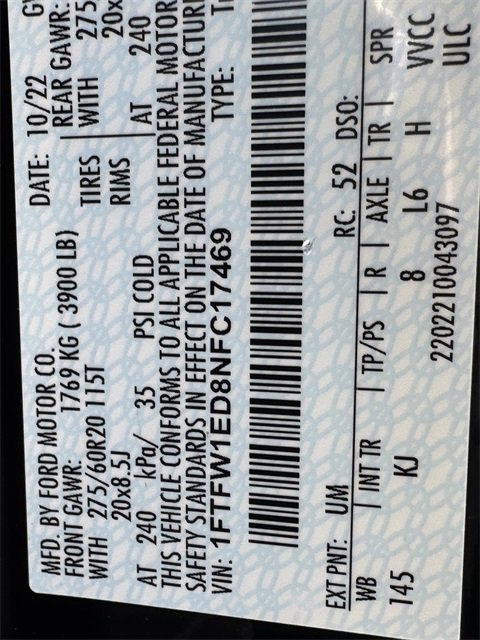 MFD. BY FORD MOTOR CO. DATE: 10/22
FRONT GAWR: 1769 KG ( 3900 LB) REAR GAWR:
WITH 275/60R20 115T TIRES WITH 275
20x8.5J RIMS 20x
AT 240 kPa/ 35 PSI COLD AT 240
THIS VEHICLE CONFORMS TO ALL APPLICABLE FEDERAL MOTOR
SAFETY STANDARDS IN EFFECT ON THE DATE OF MANUFACTUR
VIN: 1FTFW1ED8NFC17469 TYPE:
EXT PNT: UM RC: 52 DSO:
WB | INT TR | TP/PS | R | AXLE | TR | SPR
145 KJ 8 L6 H VVCC
2202210043097 ULC